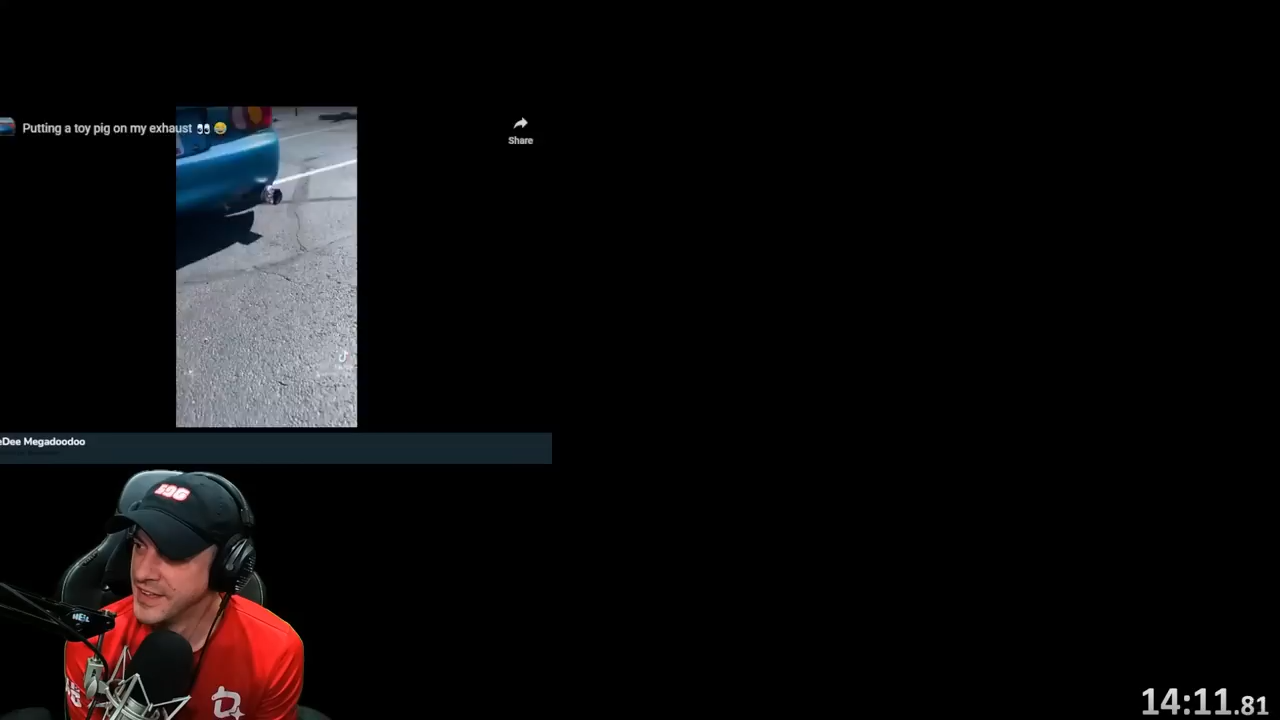 Putting a toy pig on my exhaust 👀 😂
Share
eDee Megadoodoo
14:11.81